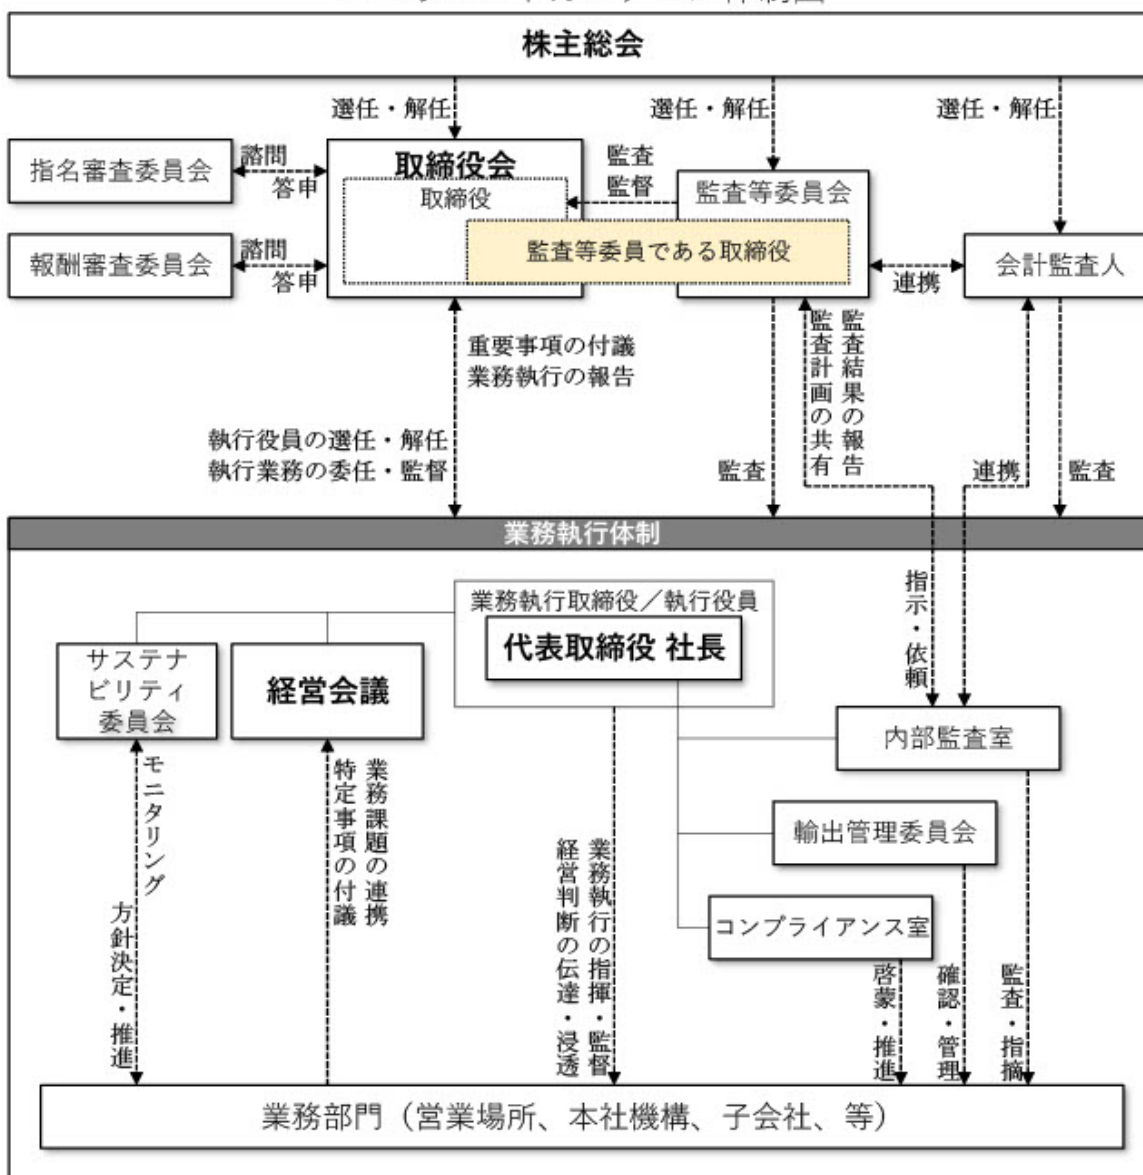 株主総会
選任・解任
選任・解任
選任・解任
指名審査委員会
諮問
答申
取締役会
取締役
監査
監督
監査等委員会
監査等委員である取締役
報酬審査委員会
諮問
答申
連携
会計監査人
重要事項の付議
業務執行の報告
執行役員の選任・解任
執行業務の委任・監督
監査
監査結果の報告
監査計画の共有
連携
監査
業務執行体制
業務執行取締役／執行役員
代表取締役 社長
指示・依頼
サステナ
ビリティ
委員会
経営会議
内部監査室
輸出管理委員会
コンプライアンス室
モニタリング
方針決定・推進
業務課題の連携
特定事項の付議
業務執行の指揮・監督
経営判断の伝達・浸透
啓蒙・推進
確認・管理
監査・指摘
業務部門（営業場所、本社機構、子会社、等）